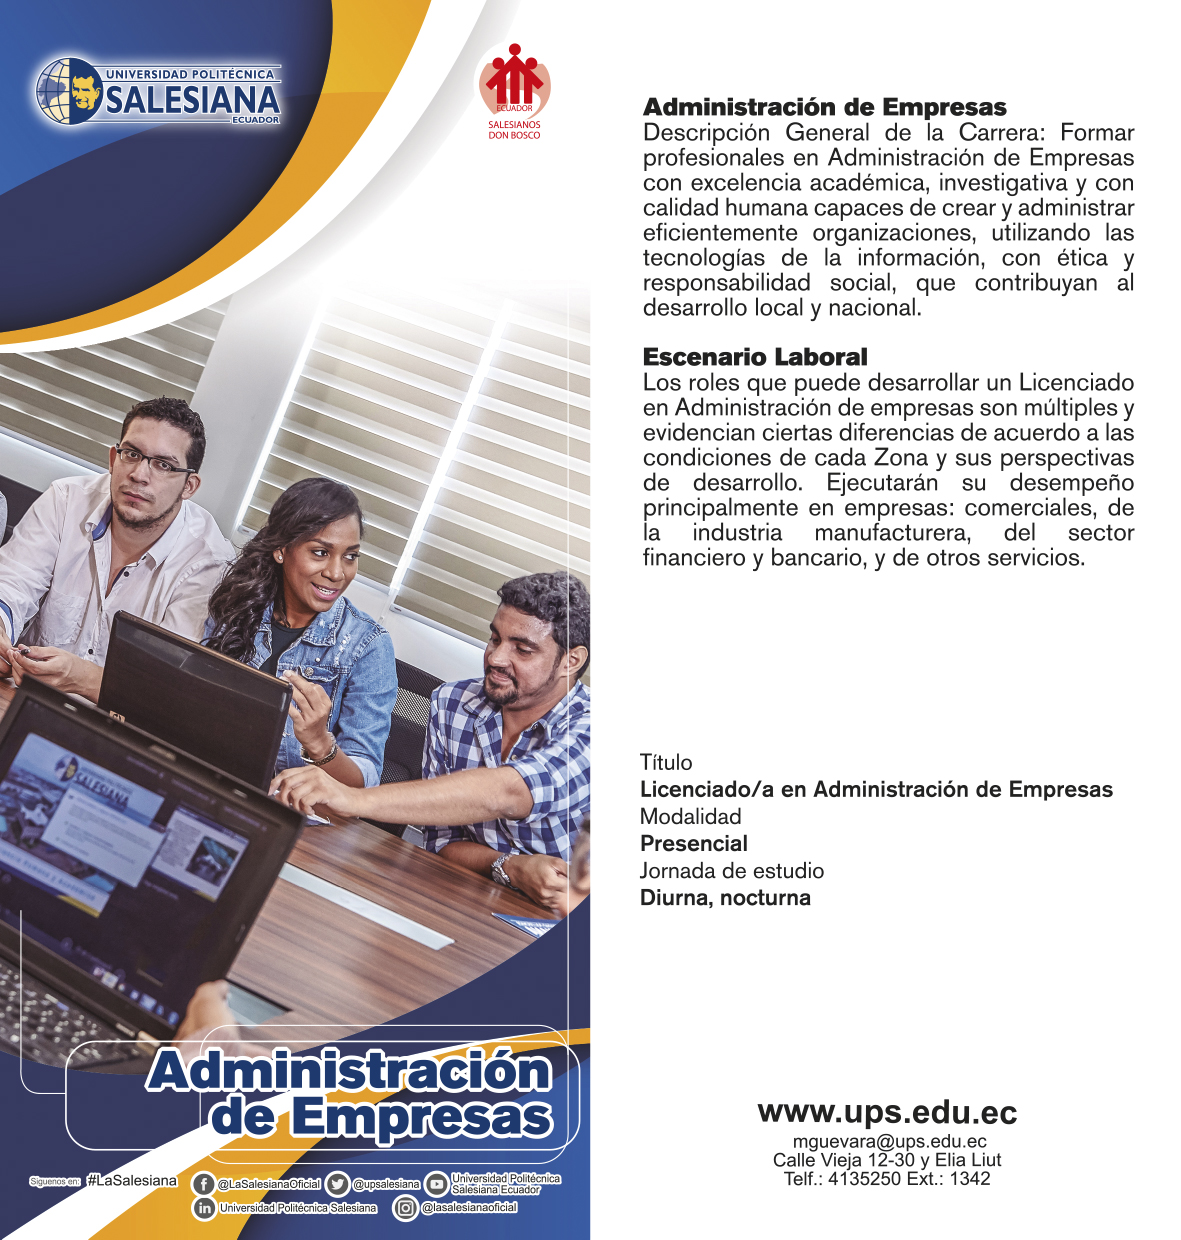 UNIVERSIDAD POLITÉCNICA
SALESIANA
ECUADOR
ECUADOR
SALESIANOS
DON BOSCO
SALESIANA
Administración
de Empresas
Síguenos en: #LaSalesiana
@LaSalesianaOficial
@upsalesiana
Universidad Politécnica
Salesiana Ecuador
Universidad Politécnica Salesiana
@lasalesianaoficial
Administración de Empresas
Descripción General de la Carrera: Formar
profesionales en Administración de Empresas
con excelencia académica, investigativa y con
calidad humana capaces de crear y administrar
eficientemente organizaciones, utilizando las
tecnologías de la información, con ética y
responsabilidad social, que contribuyan al
desarrollo local y nacional.
Escenario Laboral
Los roles que puede desarrollar un Licenciado
en Administración de empresas son múltiples y
evidencian ciertas diferencias de acuerdo a las
condiciones de cada Zona y sus perspectivas
de desarrollo. Ejecutarán su desempeño
principalmente en empresas: comerciales, de
la industria manufacturera, del sector
financiero y bancario, y de otros servicios.
Título
Licenciado/a en Administración de Empresas
Modalidad
Presencial
Jornada de estudio
Diurna, nocturna
www.ups.edu.ec
mguevara@ups.edu.ec
Calle Vieja 12-30 y Elia Liut
Telf.: 4135250 Ext.: 1342